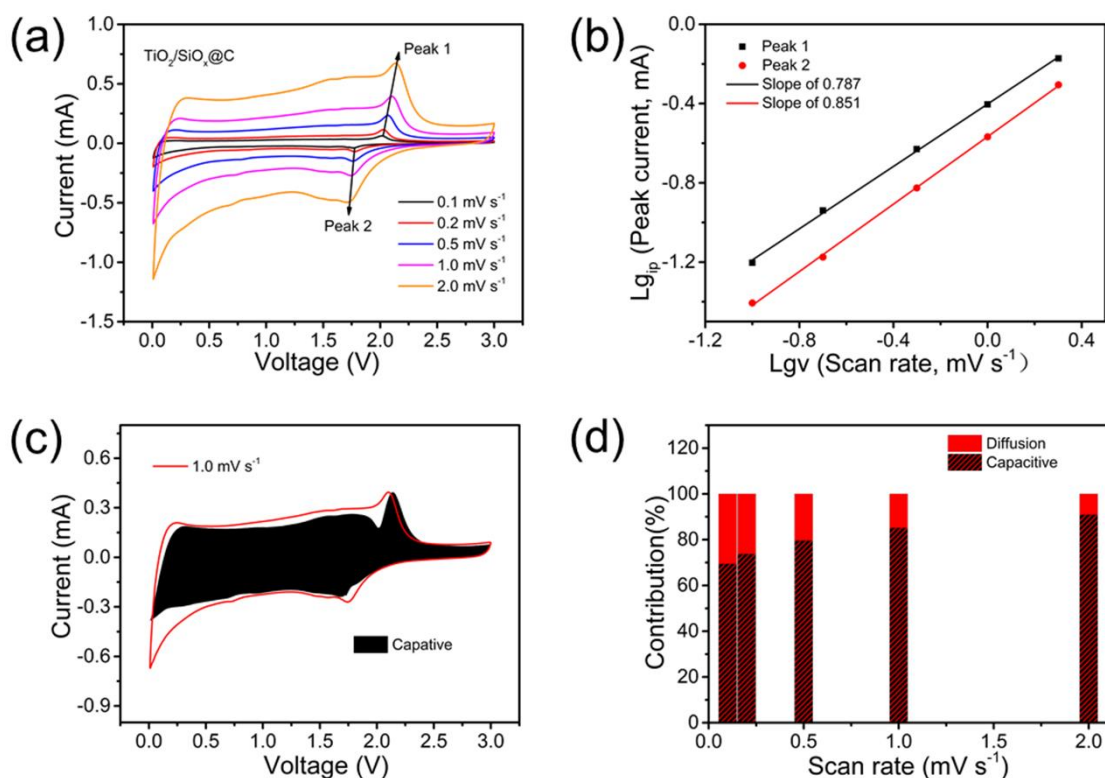 (a)
TiO₂/SiOₓ@C
Peak 1
Peak 2
0.1 mV s⁻¹
0.2 mV s⁻¹
0.5 mV s⁻¹
1.0 mV s⁻¹
2.0 mV s⁻¹
1.0
0.5
0.0
-0.5
-1.0
-1.5
Current (mA)
0.0 0.5 1.0 1.5 2.0 2.5 3.0
Voltage (V)
(b)
Peak 1
Peak 2
Slope of 0.787
Slope of 0.851
0.0
-0.4
-0.8
-1.2
Lg_ip (Peak current, mA)
-1.2 -0.8 -0.4 0.0 0.4
Lgv (Scan rate, mV s⁻¹)
(c)
1.0 mV s⁻¹
Capative
0.6
0.3
0.0
-0.3
-0.6
-0.9
Current (mA)
0.0 0.5 1.0 1.5 2.0 2.5 3.0
Voltage (V)
(d)
Diffusion
Capacitive
120
100
80
60
40
20
0
Contribution(%)
0.0 0.5 1.0 1.5 2.0
Scan rate (mV s⁻¹)